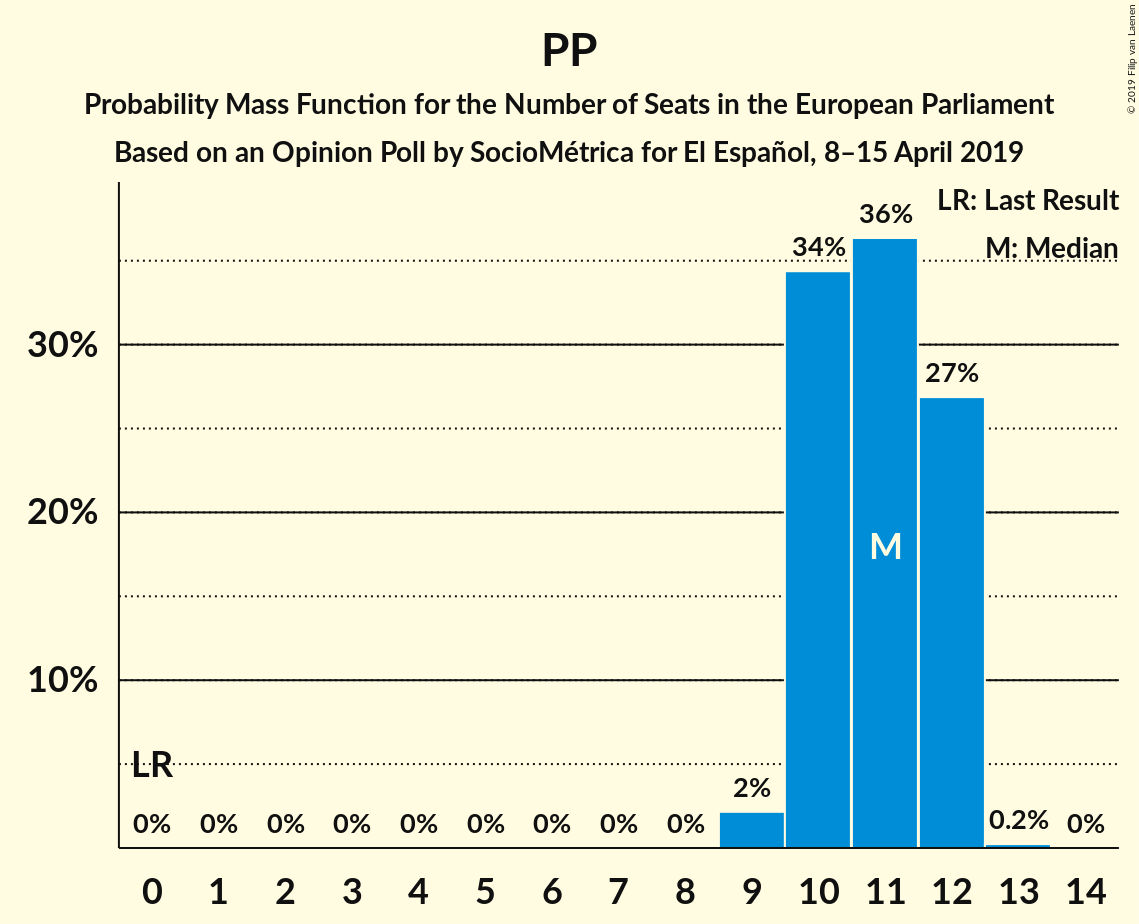 PP
Probability Mass Function for the Number of Seats in the European Parliament
Based on an Opinion Poll by SocioMétrica for El Español, 8–15 April 2019
© 2019 Filip van Laenen
LR: Last Result
M: Median
36%
34%
30%
27%
20%
M
10%
LR
0% 0% 0% 0% 0% 0% 0% 0% 0% 2% 0.2% 0%
0 1 2 3 4 5 6 7 8 9 10 11 12 13 14